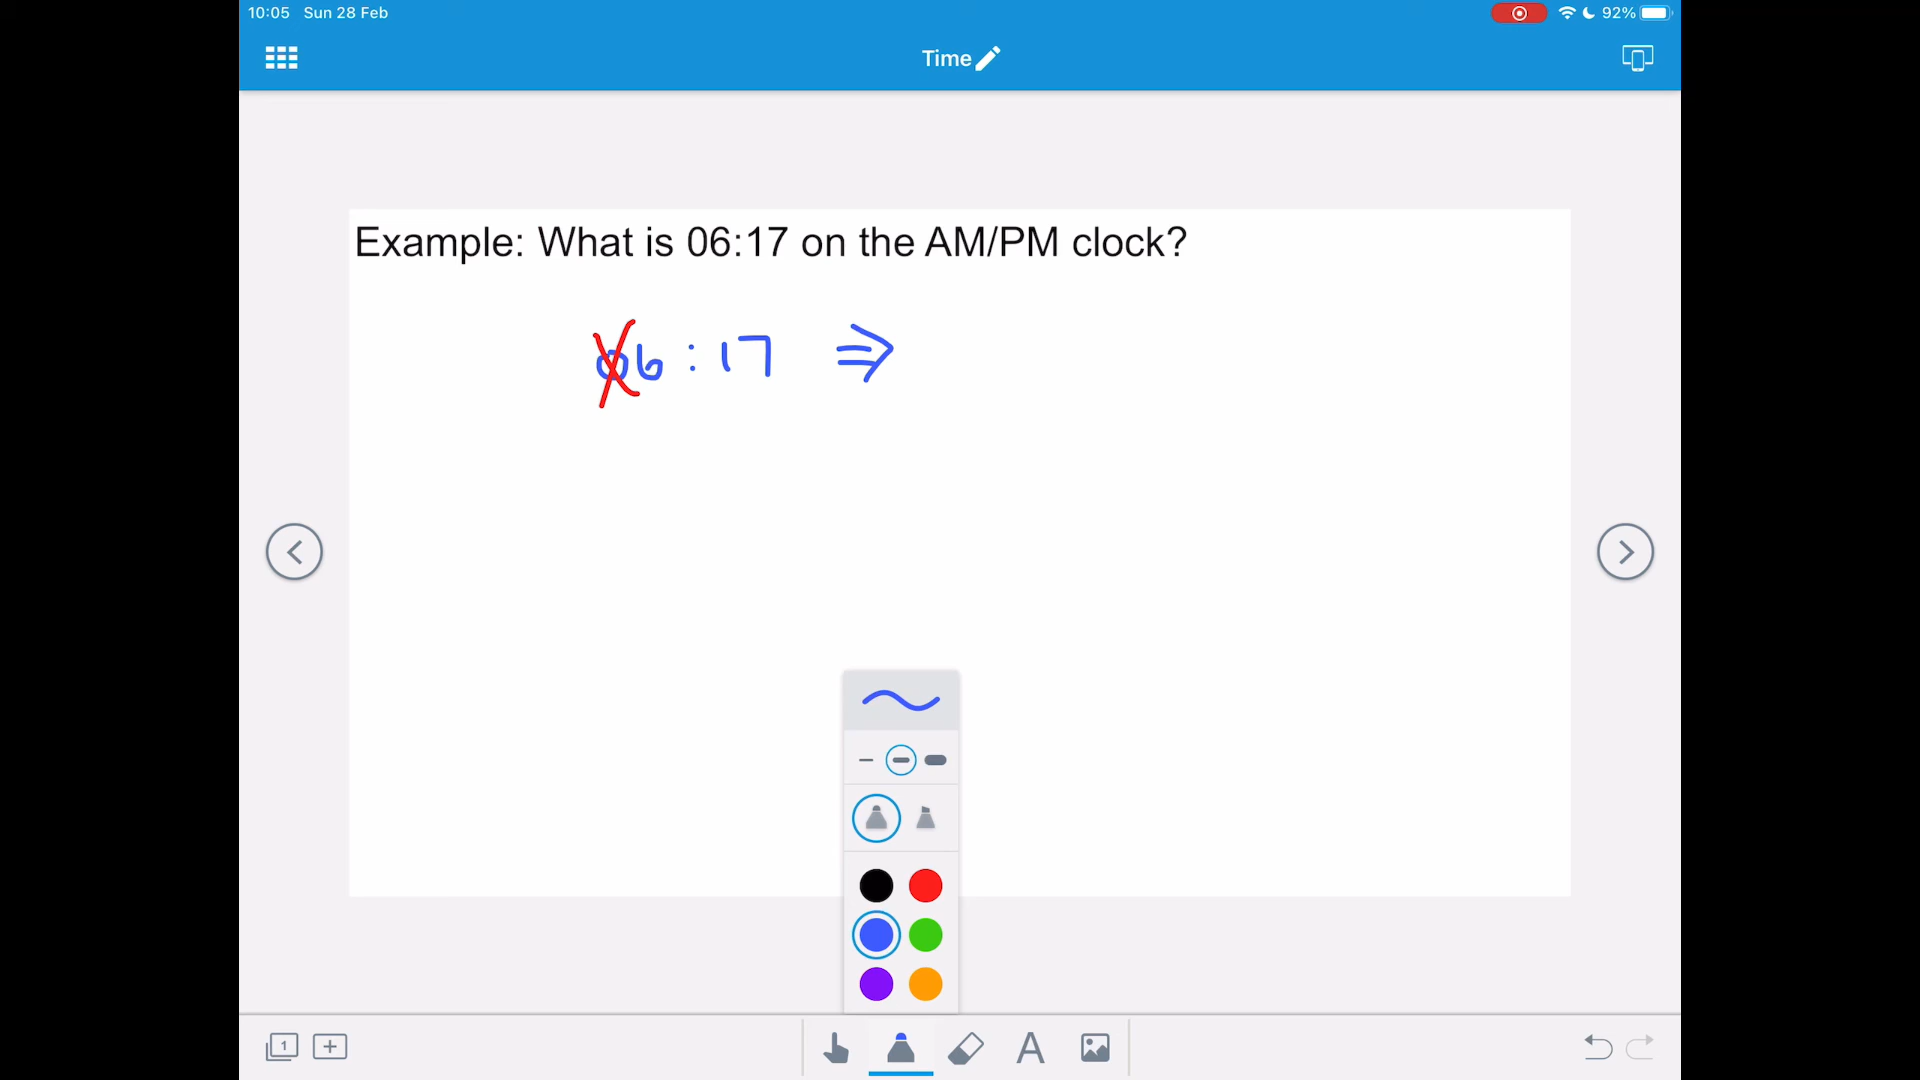 10:05 Sun 28 Feb 92%
Time
Example: What is 06:17 on the AM/PM clock?
06:17 ⇒
1
A